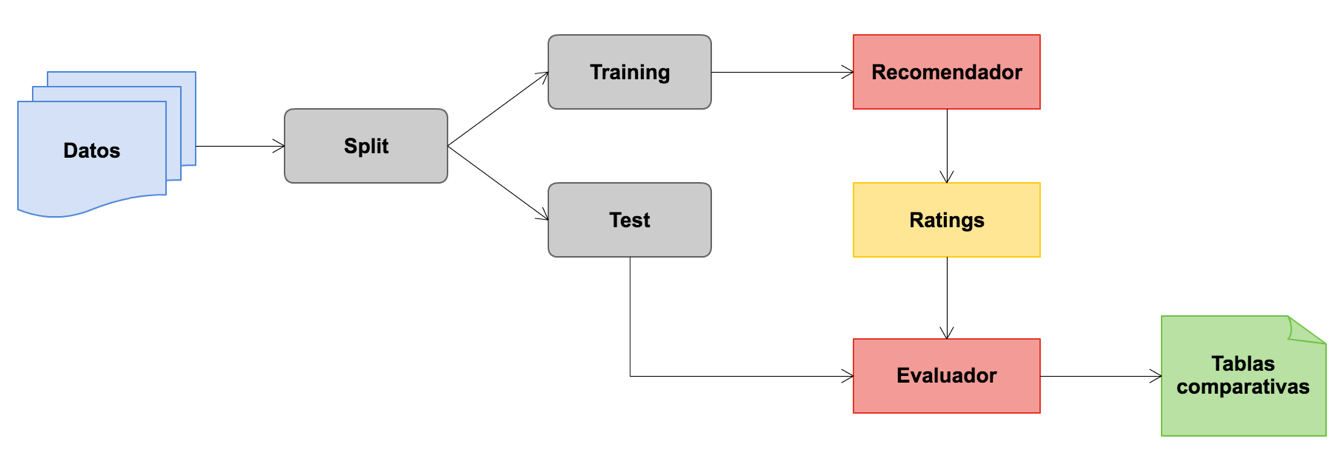 Datos
Split
Training
Test
Recomendador
Ratings
Evaluador
Tablas
comparativas